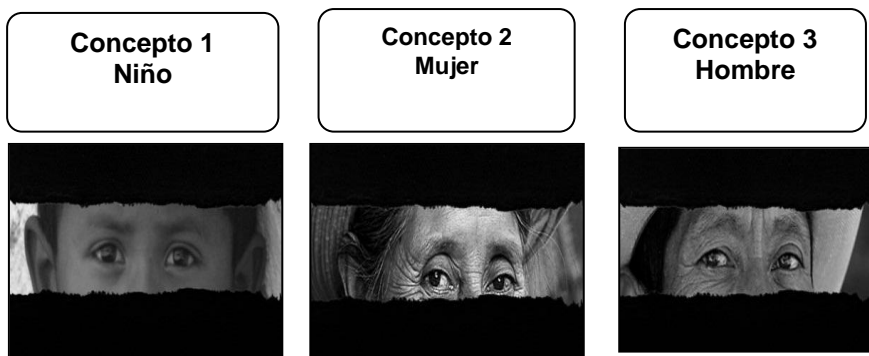 Concepto 1
Niño
Concepto 2
Mujer
Concepto 3
Hombre